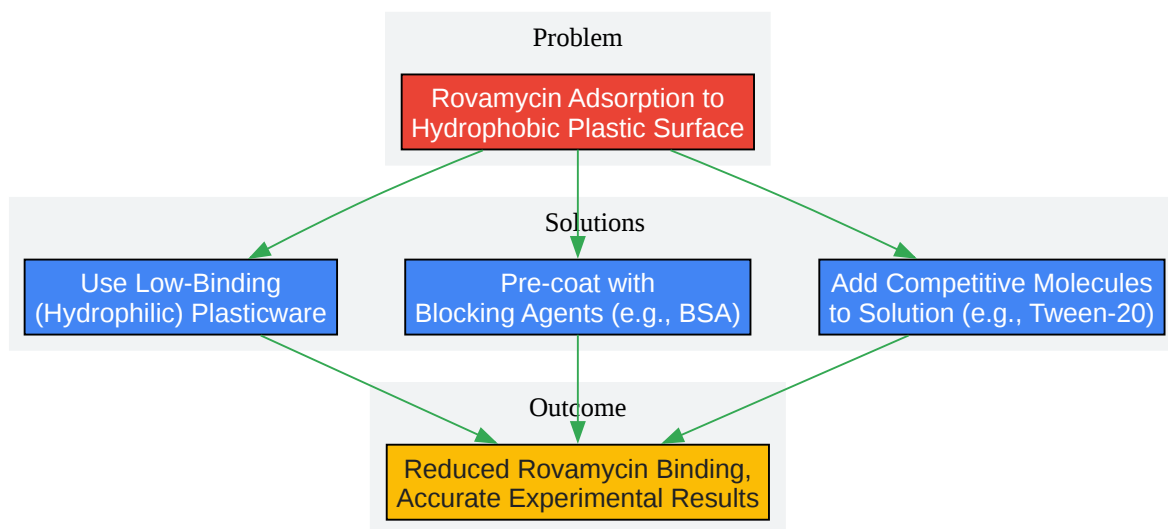 Problem
Rovamycin Adsorption to
Hydrophobic Plastic Surface
Solutions
Use Low-Binding
(Hydrophilic) Plasticware
Pre-coat with
Blocking Agents (e.g., BSA)
Add Competitive Molecules
to Solution (e.g., Tween-20)
Outcome
Reduced Rovamycin Binding,
Accurate Experimental Results